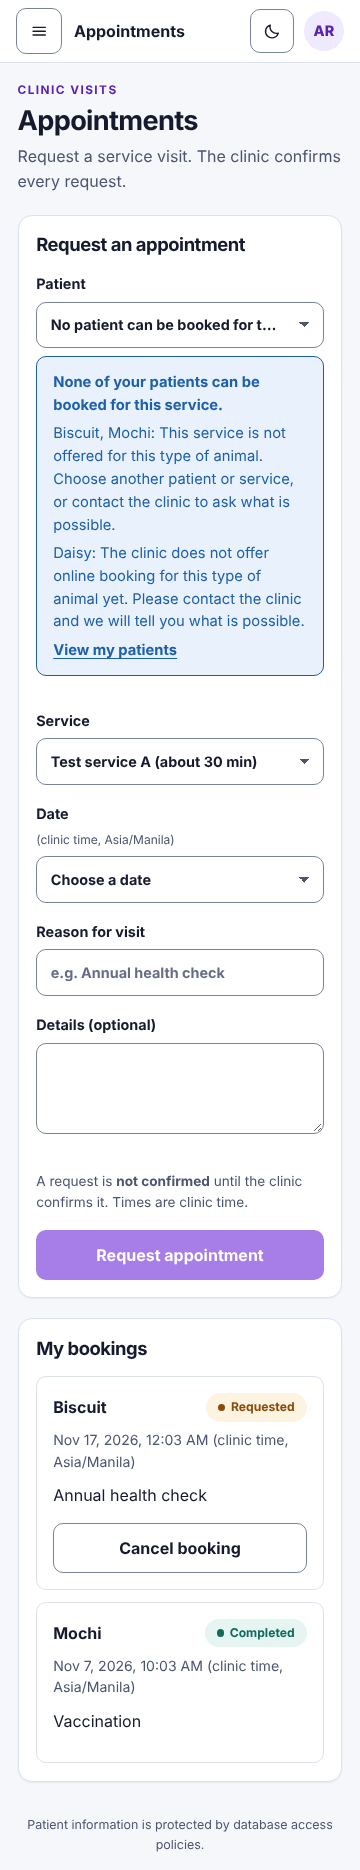 Appointments
AR
CLINIC VISITS
Appointments
Request a service visit. The clinic confirms
every request.
Request an appointment
Patient
No patient can be booked for t...
None of your patients can be
booked for this service.
Biscuit, Mochi: This service is not
offered for this type of animal.
Choose another patient or service,
or contact the clinic to ask what is
possible.
Daisy: The clinic does not offer
online booking for this type of
animal yet. Please contact the clinic
and we will tell you what is possible.
View my patients
Service
Test service A (about 30 min)
Date
(clinic time, Asia/Manila)
Choose a date
Reason for visit
e.g. Annual health check
Details (optional)
A request is not confirmed until the clinic
confirms it. Times are clinic time.
Request appointment
My bookings
Biscuit
Requested
Nov 17, 2026, 12:03 AM (clinic time,
Asia/Manila)
Annual health check
Cancel booking
Mochi
Completed
Nov 7, 2026, 10:03 AM (clinic time,
Asia/Manila)
Vaccination
Patient information is protected by database access
policies.